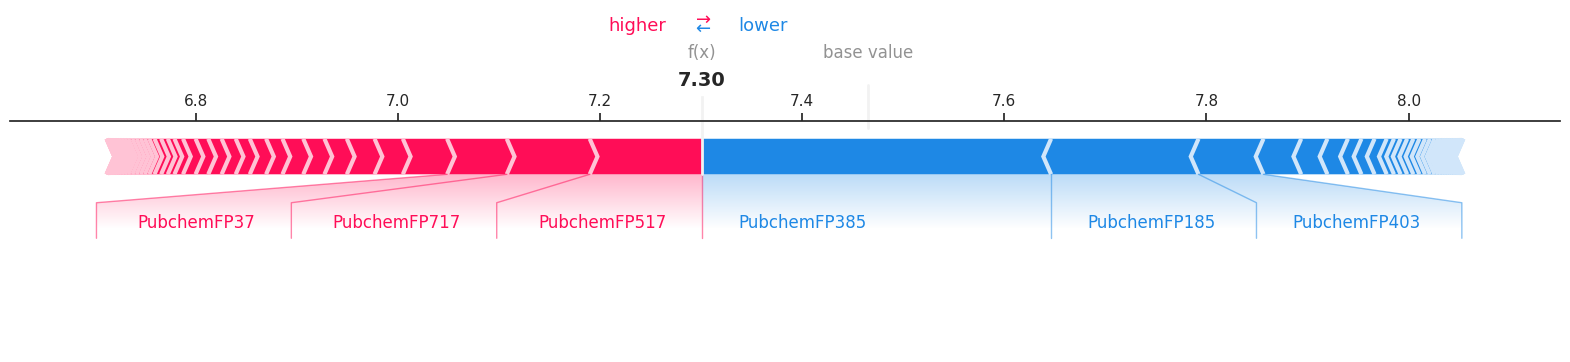 higher ⇄ lower
f(x) base value
7.30
6.8 7.0 7.2 7.4 7.6 7.8 8.0
PubchemFP37 PubchemFP717 PubchemFP517 PubchemFP385 PubchemFP185 PubchemFP403